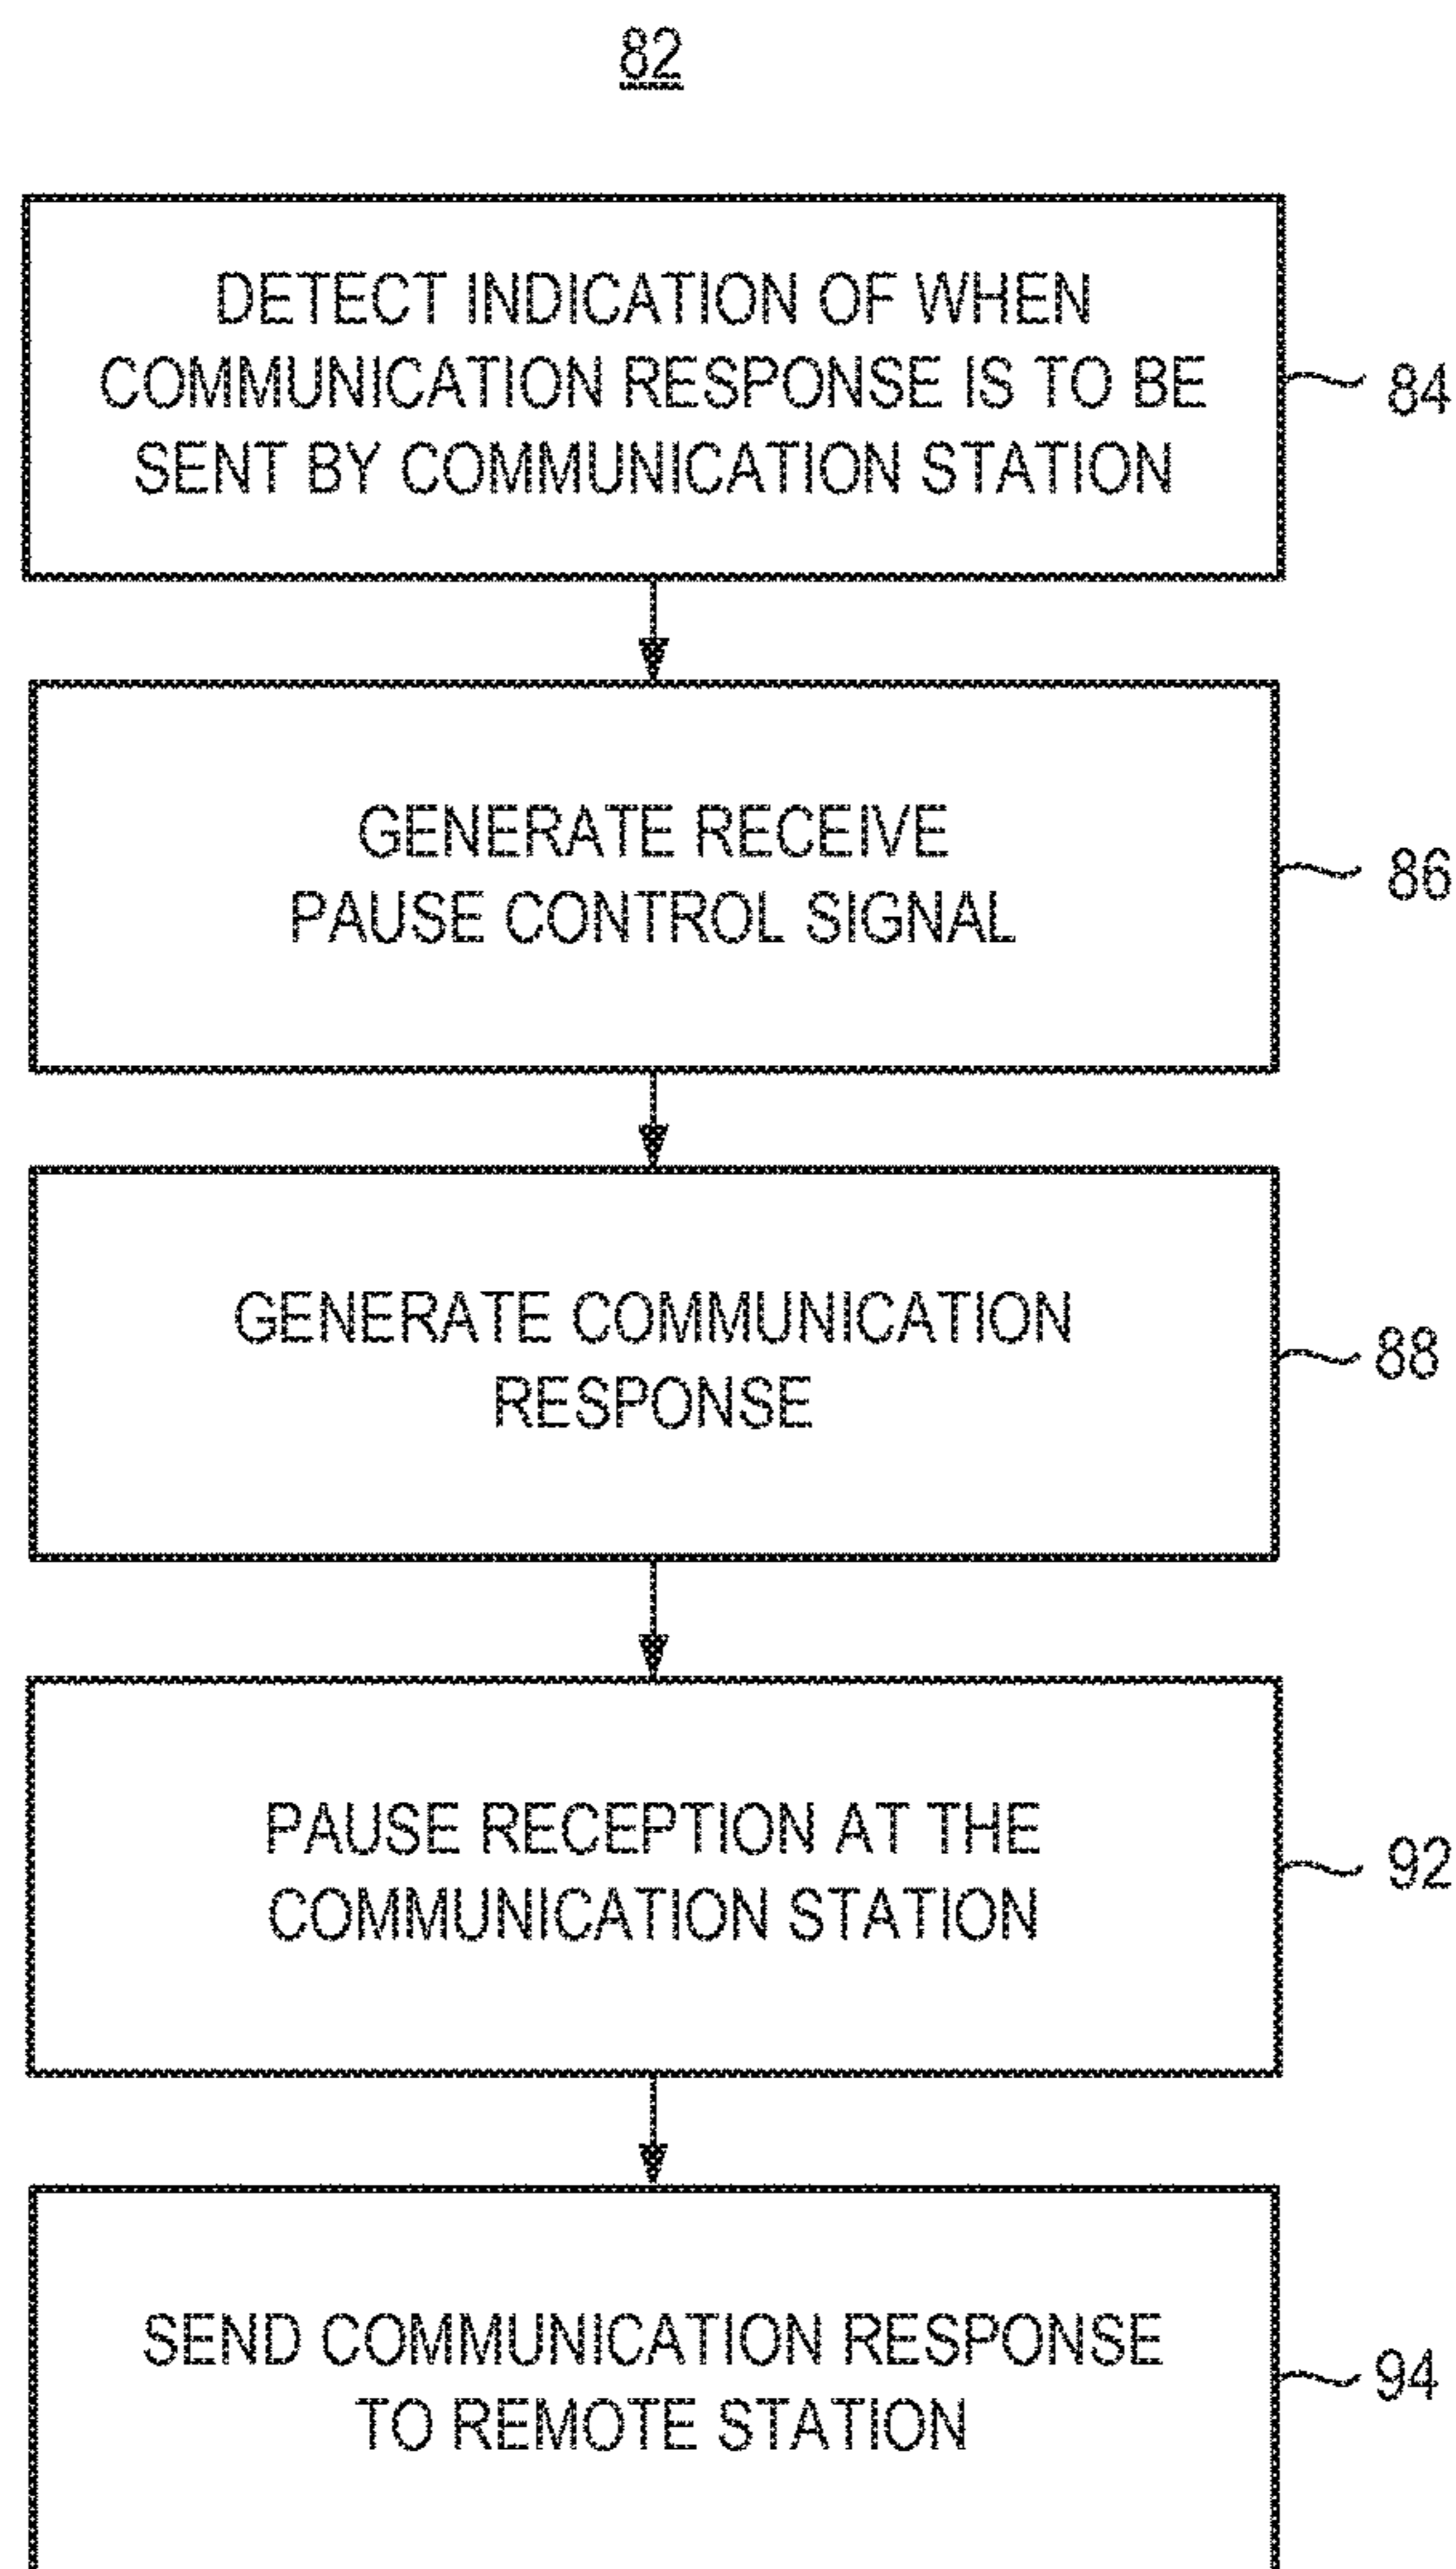 82
DETECT INDICATION OF WHEN
COMMUNICATION RESPONSE IS TO BE
SENT BY COMMUNICATION STATION
84
GENERATE RECEIVE
PAUSE CONTROL SIGNAL
86
GENERATE COMMUNICATION
RESPONSE
88
PAUSE RECEPTION AT THE
COMMUNICATION STATION
92
SEND COMMUNICATION RESPONSE
TO REMOTE STATION
94